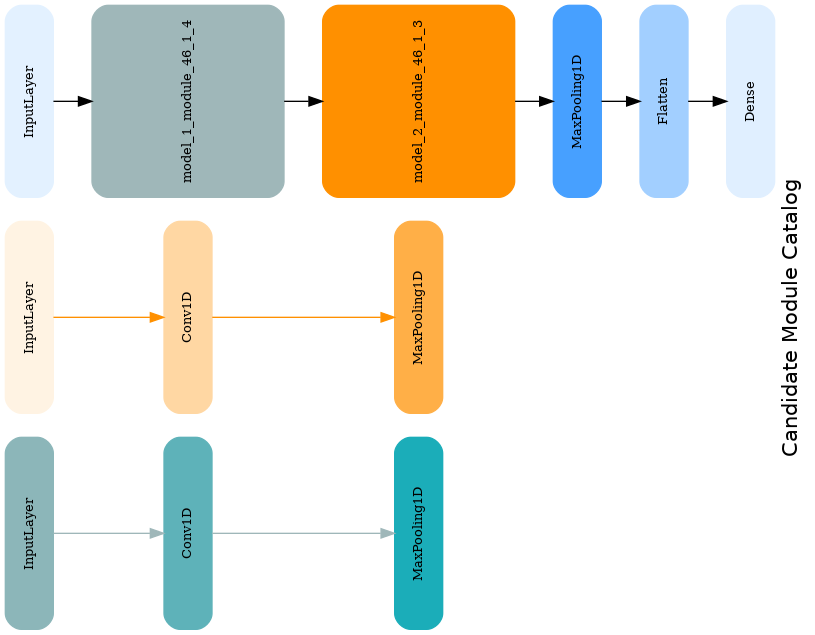 InputLayer
model_1_module_46_1_4
model_2_module_46_1_3
MaxPooling1D
Flatten
Dense
InputLayer
Conv1D
MaxPooling1D
InputLayer
Conv1D
MaxPooling1D
Candidate Module Catalog